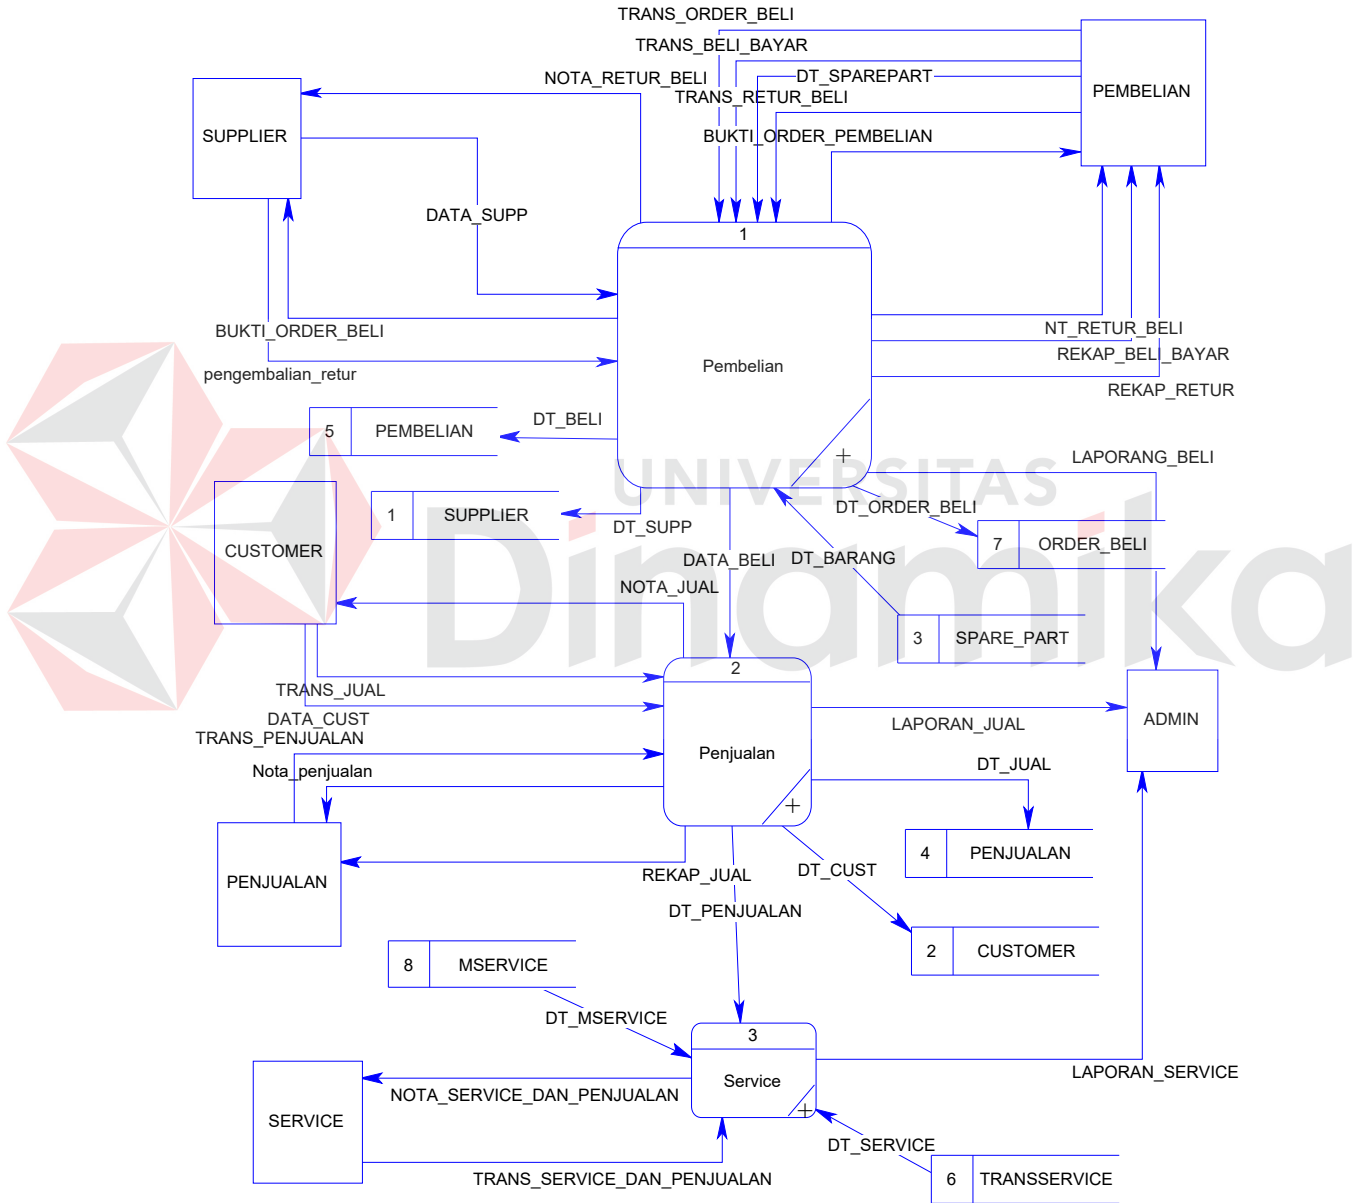 TRANS_ORDER_BELI
TRANS_BELI_BAYAR
NOTA_RETUR_BELI
DT_SPAREPART
TRANS_RETUR_BELI
PEMBELIAN
SUPPLIER
BUKTI_ORDER_PEMBELIAN
DATA_SUPP
1
Pembelian
BUKTI_ORDER_BELI
pengembalian_retur
NT_RETUR_BELI
REKAP_BELI_BAYAR
REKAP_RETUR
DT_BELI
5 PEMBELIAN
LAPORANG_BELI
UNIVERSITAS
Dinamika
1 SUPPLIER
DT_SUPP
DT_ORDER_BELI
7 ORDER_BELI
CUSTOMER
DATA_BELI
DT_BARANG
NOTA_JUAL
3 SPARE_PART
2
Penjualan
TRANS_JUAL
DATA_CUST
TRANS_PENJUALAN
Nota_penjualan
LAPORAN_JUAL
ADMIN
DT_JUAL
4 PENJUALAN
PENJUALAN
REKAP_JUAL
DT_CUST
DT_PENJUALAN
2 CUSTOMER
8 MSERVICE
DT_MSERVICE
3
Service
LAPORAN_SERVICE
NOTA_SERVICE_DAN_PENJUALAN
SERVICE
DT_SERVICE
TRANS_SERVICE_DAN_PENJUALAN
6 TRANSSERVICE